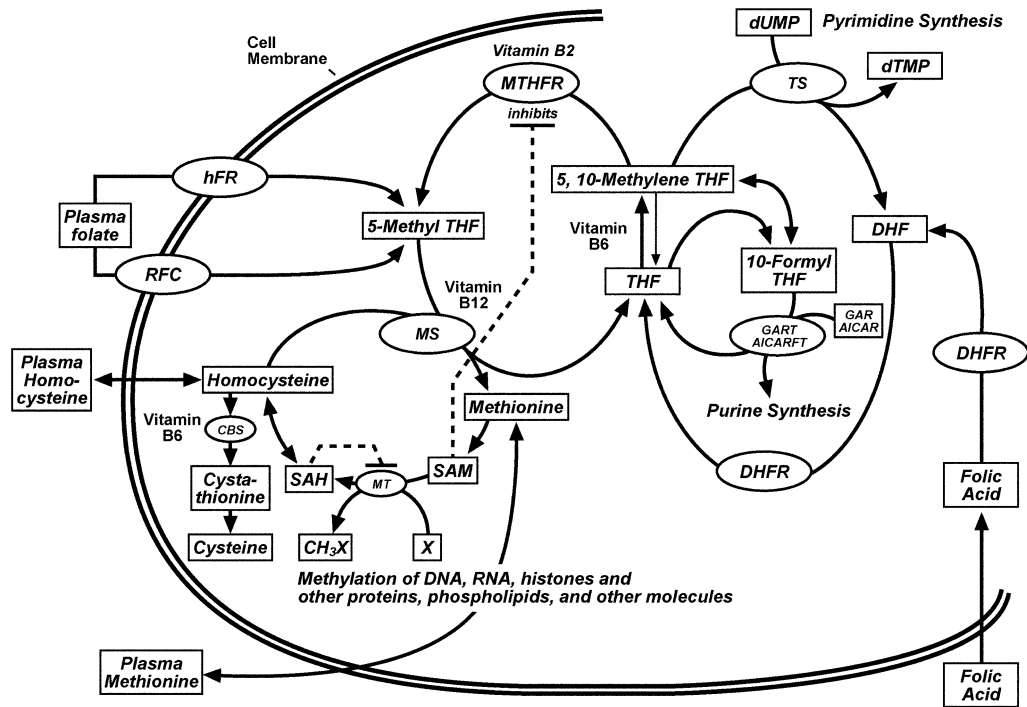 dUMP
Pyrimidine Synthesis
Cell
Membrane
Vitamin B2
MTHFR
inhibits
TS
dTMP
hFR
5, 10-Methylene THF
Plasma
folate
5-Methyl THF
Vitamin
B6
DHF
RFC
THF
10-Formyl
THF
Vitamin
B12
MS
GART
AICARFT
GAR
AICAR
DHFR
Plasma
Homo-
cysteine
Homocysteine
Methionine
Purine Synthesis
Vitamin
B6
CBS
Cysta-
thionine
SAH
MT
SAM
DHFR
Folic
Acid
Cysteine
CH₃X
X
Methylation of DNA, RNA, histones and
other proteins, phospholipids, and other molecules
Plasma
Methionine
Folic
Acid